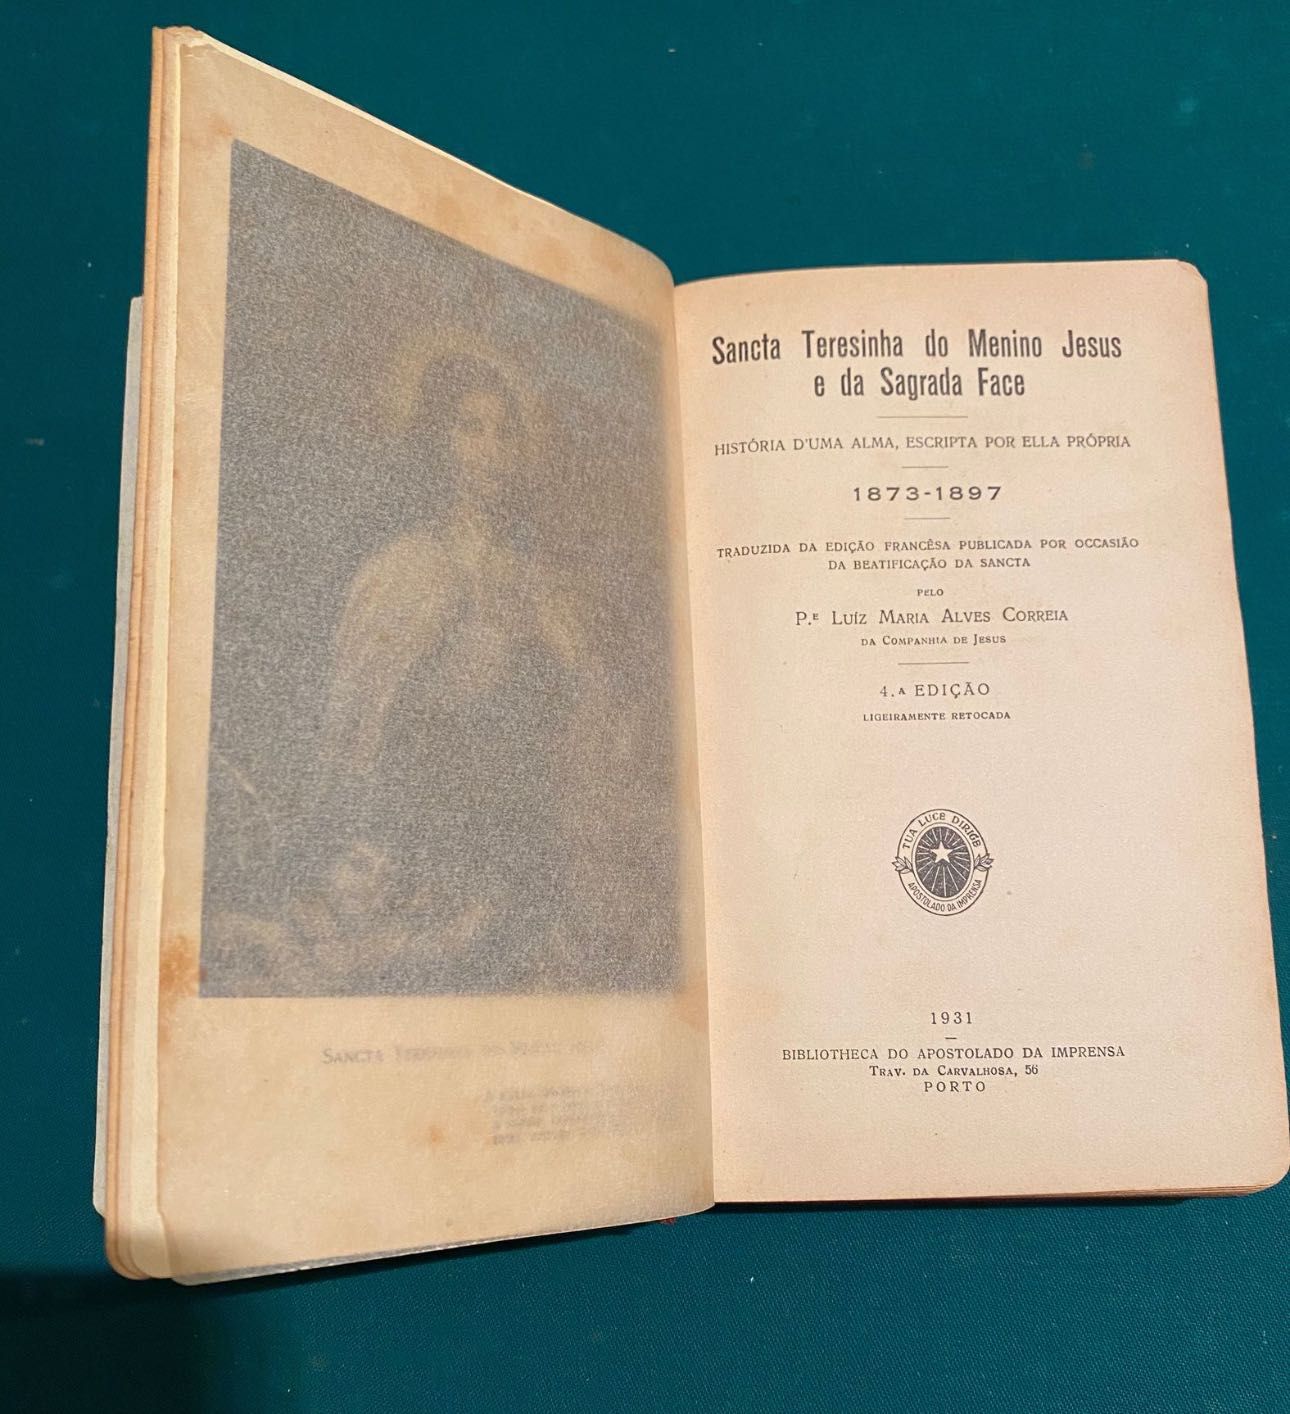 SANCTA
Sancta Teresinha do Menino Jesus
e da Sagrada Face
HISTÓRIA D'UMA ALMA, ESCRIPTA POR ELLA PRÓPRIA
1873-1897
TRADUZIDA DA EDIÇÃO FRANCÊSA PUBLICADA POR OCCASIÃO
DA BEATIFICAÇÃO DA SANCTA
PELO
P.E LUÍZ MARIA ALVES CORREIA
DA COMPANHIA DE JESUS
4.A EDIÇÃO
LIGEIRAMENTE RETOCADA
TUA LUCE DIRIGE
APOSTOLADO DA IMPRENSA
1931
BIBLIOTHECA DO APOSTOLADO DA IMPRENSA
TRAV. DA CARVALHOSA, 56
PORTO